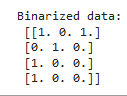 Binarized data:
[[1. 0. 1.]
[0. 1. 0.]
[1. 0. 0.]
[1. 0. 0.]]